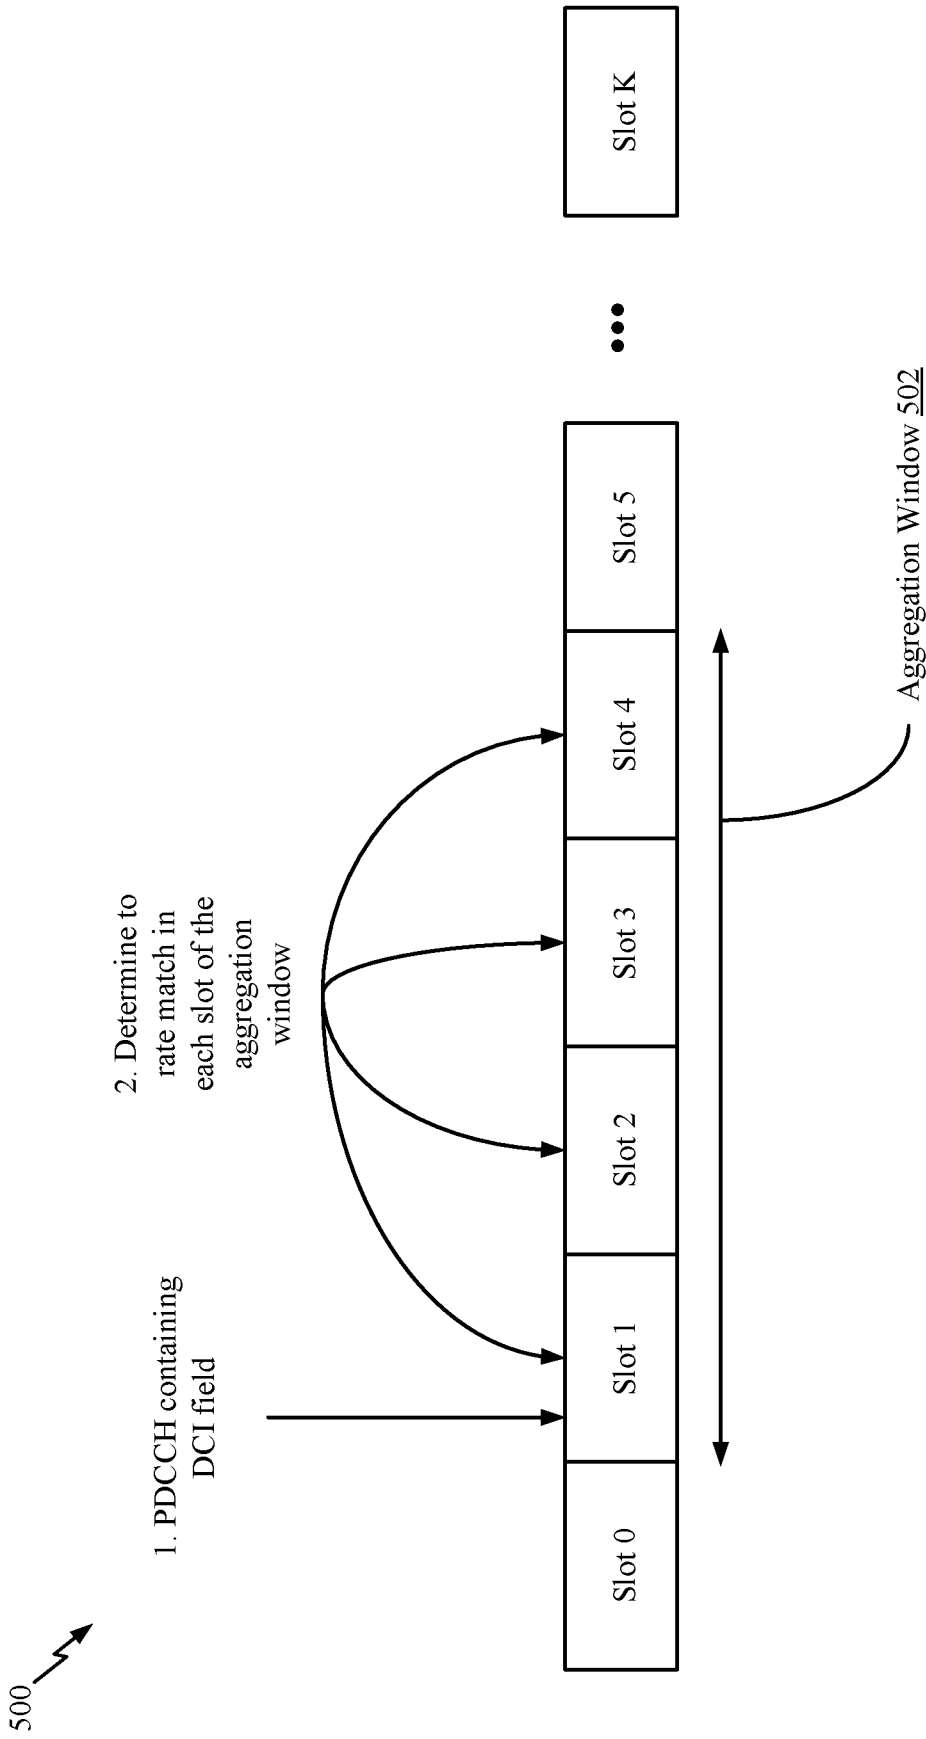 500
1. PDCCH containing
DCI field
2. Determine to
rate match in
each slot of the
aggregation
window
Slot 0
Slot 1
Slot 2
Slot 3
Slot 4
Slot 5
•••
Slot K
Aggregation Window 502